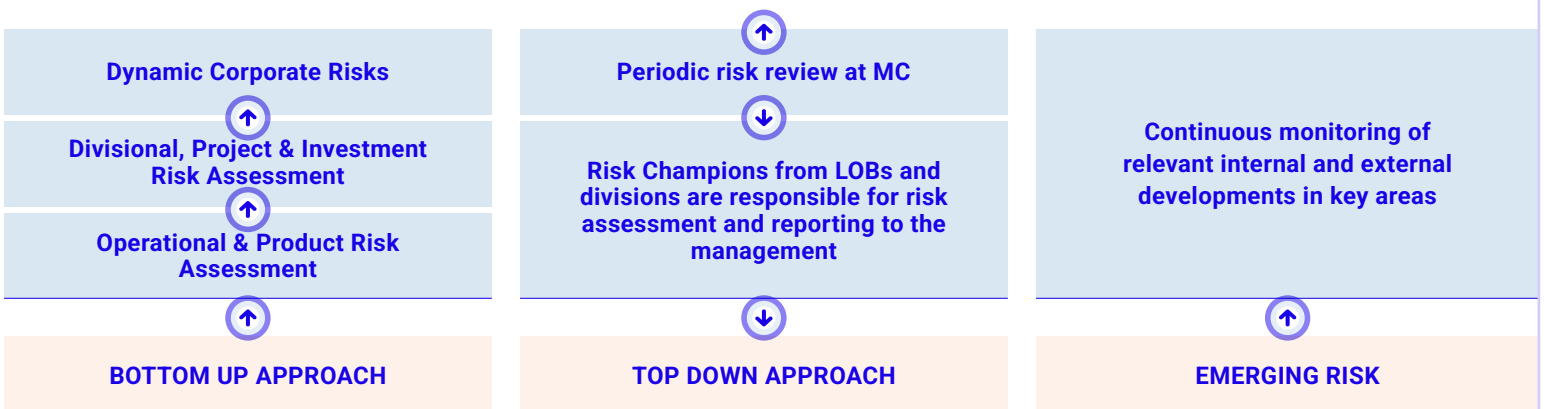 Dynamic Corporate Risks
Divisional, Project & Investment
Risk Assessment
Operational & Product Risk
Assessment
BOTTOM UP APPROACH
Periodic risk review at MC
Risk Champions from LOBs and
divisions are responsible for risk
assessment and reporting to the
management
TOP DOWN APPROACH
Continuous monitoring of
relevant internal and external
developments in key areas
EMERGING RISK